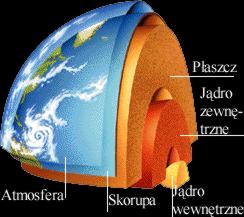 Płaszcz
Jądro
zewnę-
trzne
Atmosfera
Skorupa
Jądro
wewnętrzne